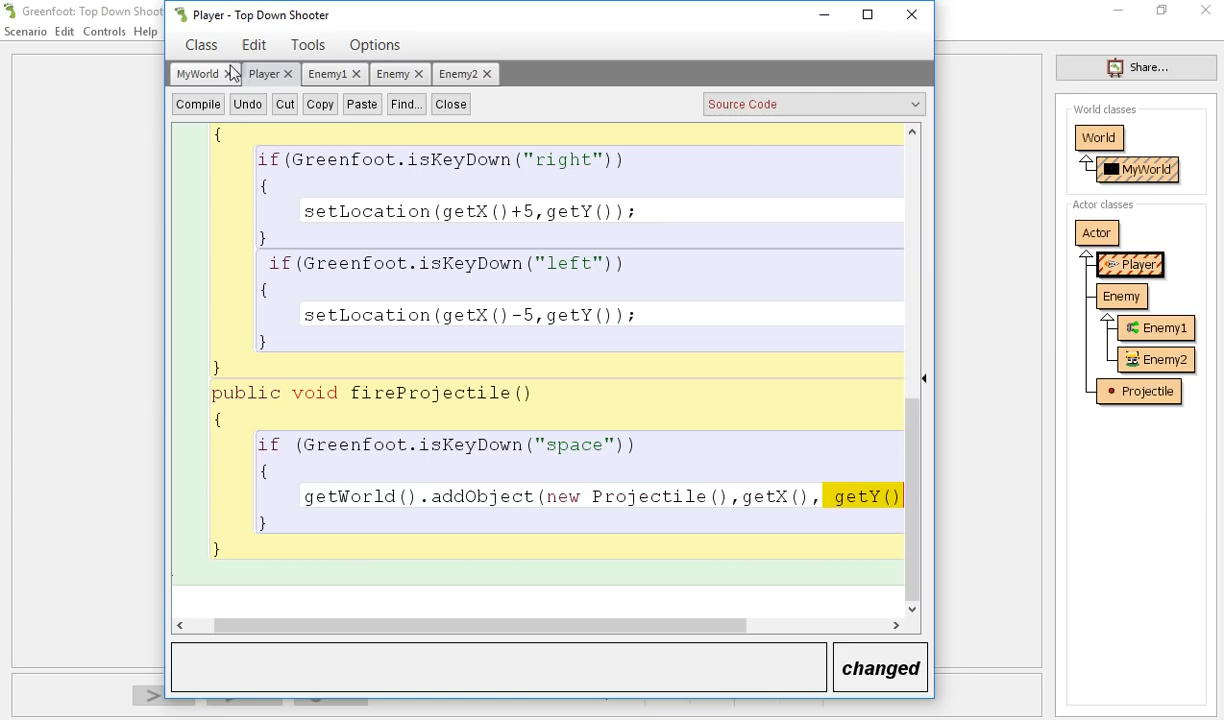 Greenfoot: Top Down Shoot
Scenario Edit Controls Help
Player - Top Down Shooter
Class Edit Tools Options
MyWorld Player Enemy1 Enemy Enemy2
Compile Undo Cut Copy Paste Find... Close Source Code
{
if(Greenfoot.isKeyDown("right"))
{
setLocation(getX()+5,getY());
}
if(Greenfoot.isKeyDown("left"))
{
setLocation(getX()-5,getY());
}
}
public void fireProjectile()
{
if (Greenfoot.isKeyDown("space"))
{
getWorld().addObject(new Projectile(),getX(), getY()
}
}
changed
Share...
World classes
World
MyWorld
Actor classes
Actor
Player
Enemy
Enemy1
Enemy2
Projectile